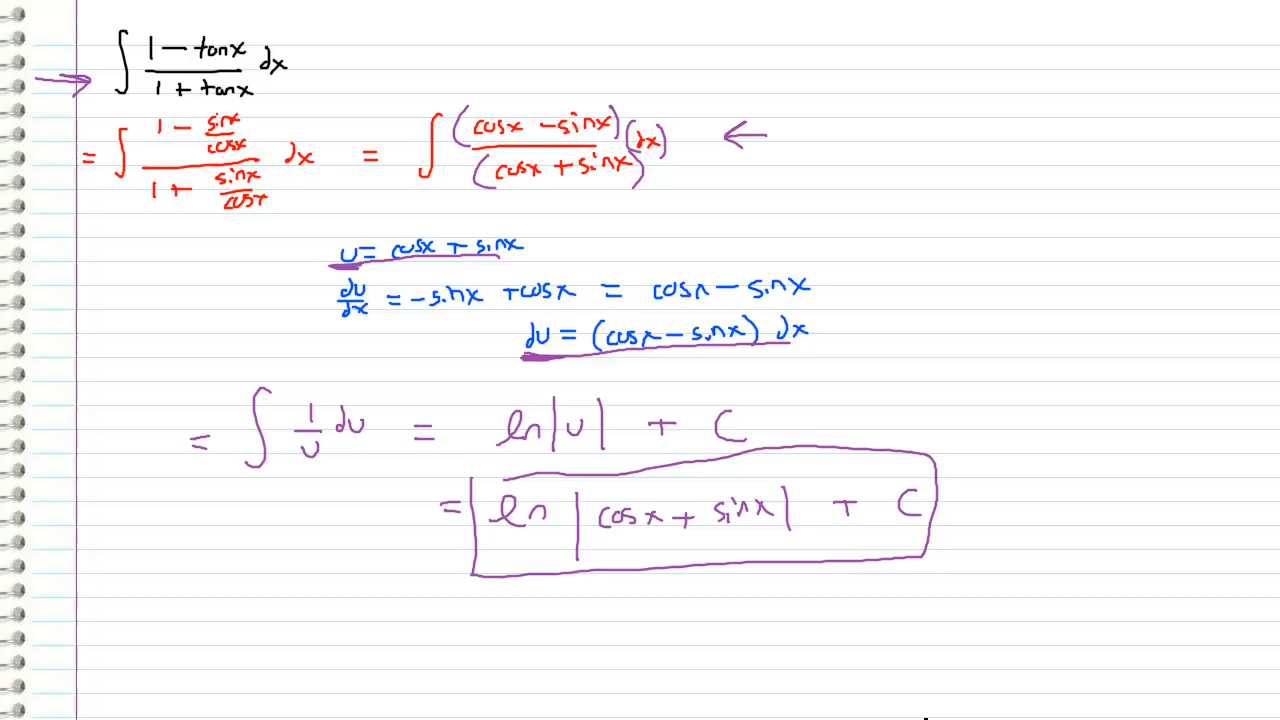 ∫ (1 − tanx)/(1 + tanx) dx
= ∫ (1 − sinx/cosx)/(1 + sinx/cosx) dx = ∫ (cosx − sinx)/(cosx + sinx) (dx)
u = cosx + sinx
du/dx = −sinx + cosx = cosx − sinx
du = (cosx − sinx) dx
= ∫ 1/u du = ln|u| + C
= ln |cosx + sinx| + C